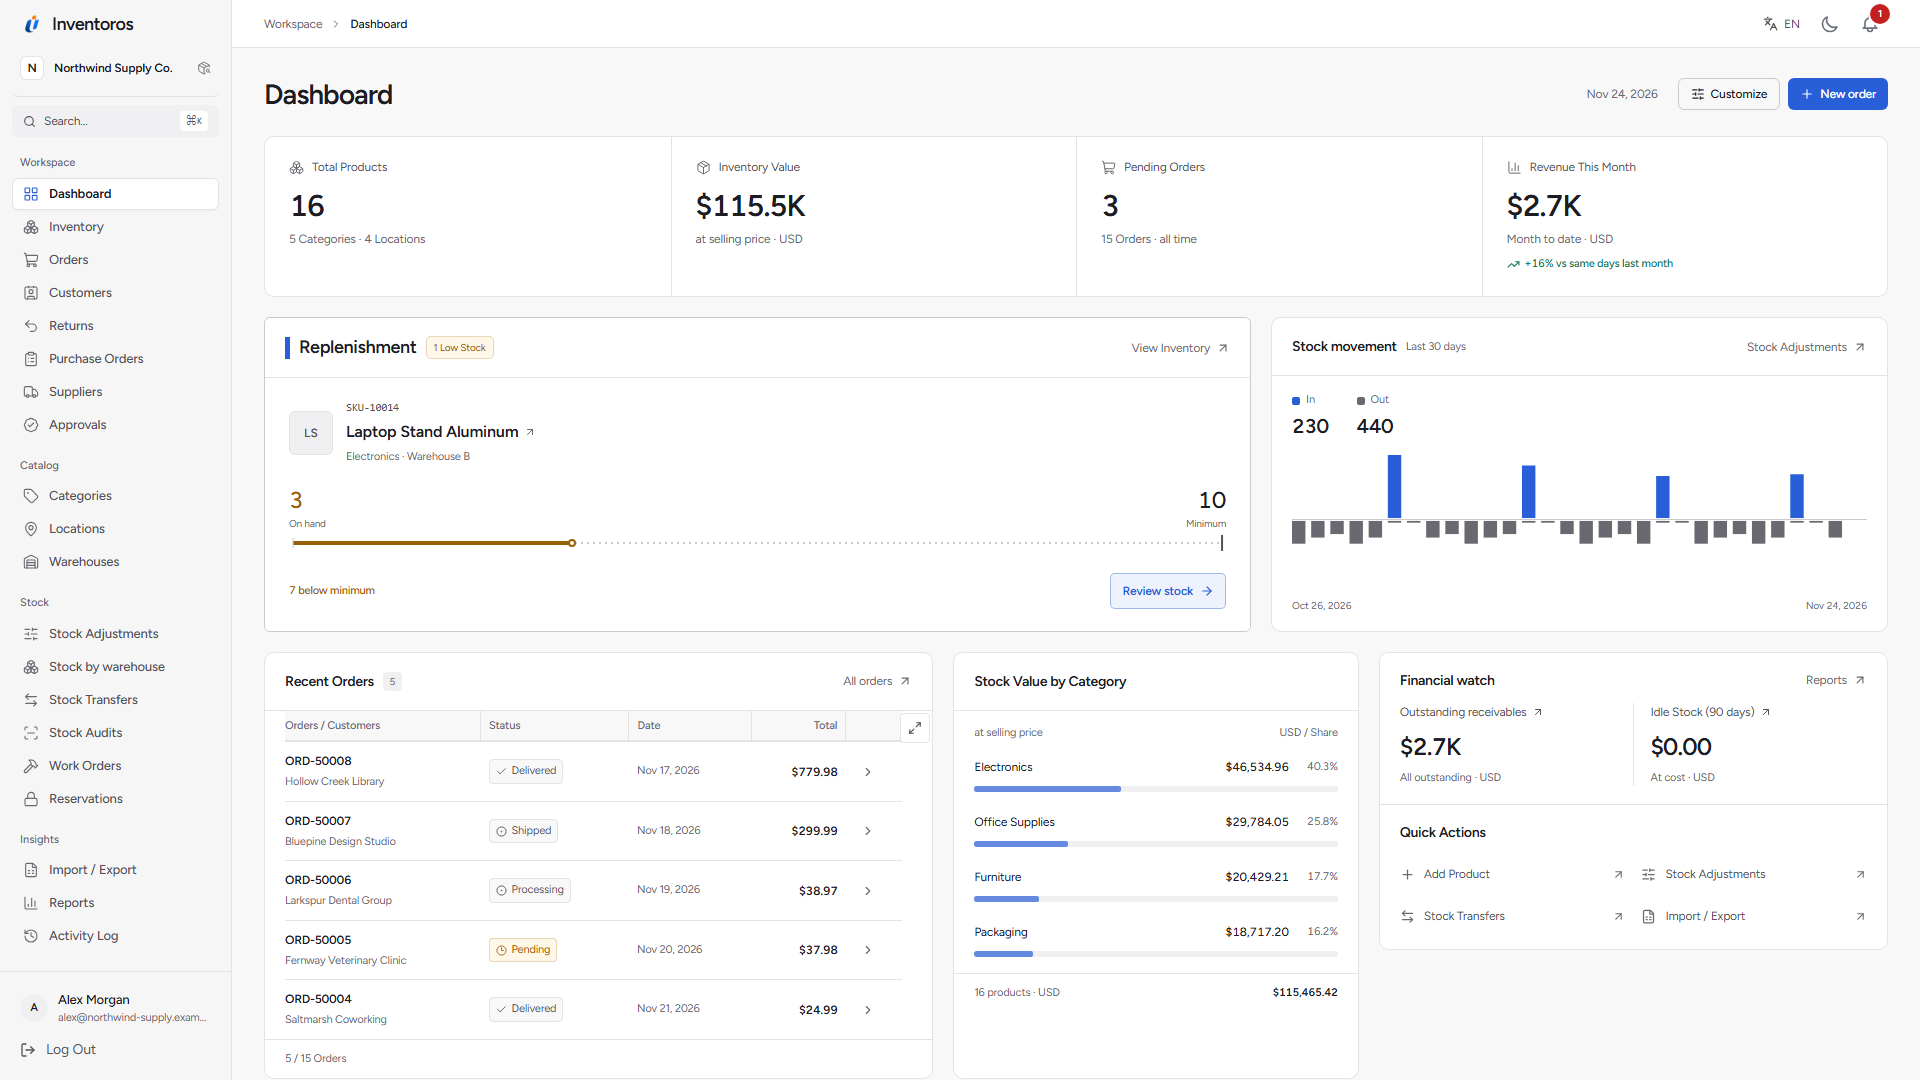 Inventoros
N Northwind Supply Co.
Search... ⌘K
Workspace
Dashboard
Inventory
Orders
Customers
Returns
Purchase Orders
Suppliers
Approvals
Catalog
Categories
Locations
Warehouses
Stock
Stock Adjustments
Stock by warehouse
Stock Transfers
Stock Audits
Work Orders
Reservations
Insights
Import / Export
Reports
Activity Log
A Alex Morgan
alex@northwind-supply.exam...
Log Out
Workspace > Dashboard
EN
1
Dashboard
Nov 24, 2026
Customize
New order
Total Products
16
5 Categories · 4 Locations
Inventory Value
$115.5K
at selling price · USD
Pending Orders
3
15 Orders · all time
Revenue This Month
$2.7K
Month to date · USD
+16% vs same days last month
Replenishment 1 Low Stock
View Inventory
LS
SKU-10014
Laptop Stand Aluminum
Electronics · Warehouse B
3
On hand
10
Minimum
7 below minimum
Review stock
Stock movement Last 30 days
Stock Adjustments
In Out
230 440
Oct 26, 2026 Nov 24, 2026
Recent Orders 5
All orders
Orders / Customers Status Date Total
ORD-50008
Hollow Creek Library
Delivered Nov 17, 2026 $779.98
ORD-50007
Bluepine Design Studio
Shipped Nov 18, 2026 $299.99
ORD-50006
Larkspur Dental Group
Processing Nov 19, 2026 $38.97
ORD-50005
Fernway Veterinary Clinic
Pending Nov 20, 2026 $37.98
ORD-50004
Saltmarsh Coworking
Delivered Nov 21, 2026 $24.99
5 / 15 Orders
Stock Value by Category
at selling price USD / Share
Electronics $46,534.96 40.3%
Office Supplies $29,784.05 25.8%
Furniture $20,429.21 17.7%
Packaging $18,717.20 16.2%
16 products · USD $115,465.42
Financial watch
Reports
Outstanding receivables
$2.7K
All outstanding · USD
Idle Stock (90 days)
$0.00
At cost · USD
Quick Actions
Add Product
Stock Adjustments
Stock Transfers
Import / Export